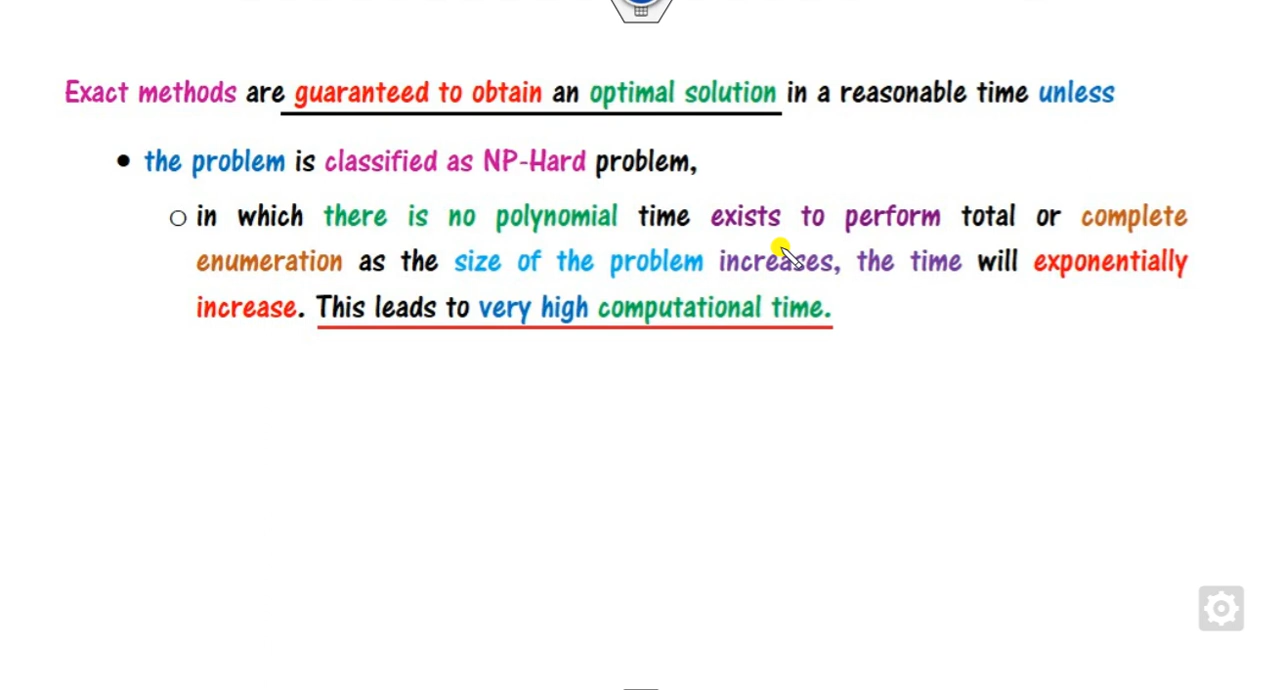 Exact methods are guaranteed to obtain an optimal solution in a reasonable time unless
• the problem is classified as NP-Hard problem,
○ in which there is no polynomial time exists to perform total or complete
enumeration as the size of the problem increases, the time will exponentially
increase. This leads to very high computational time.